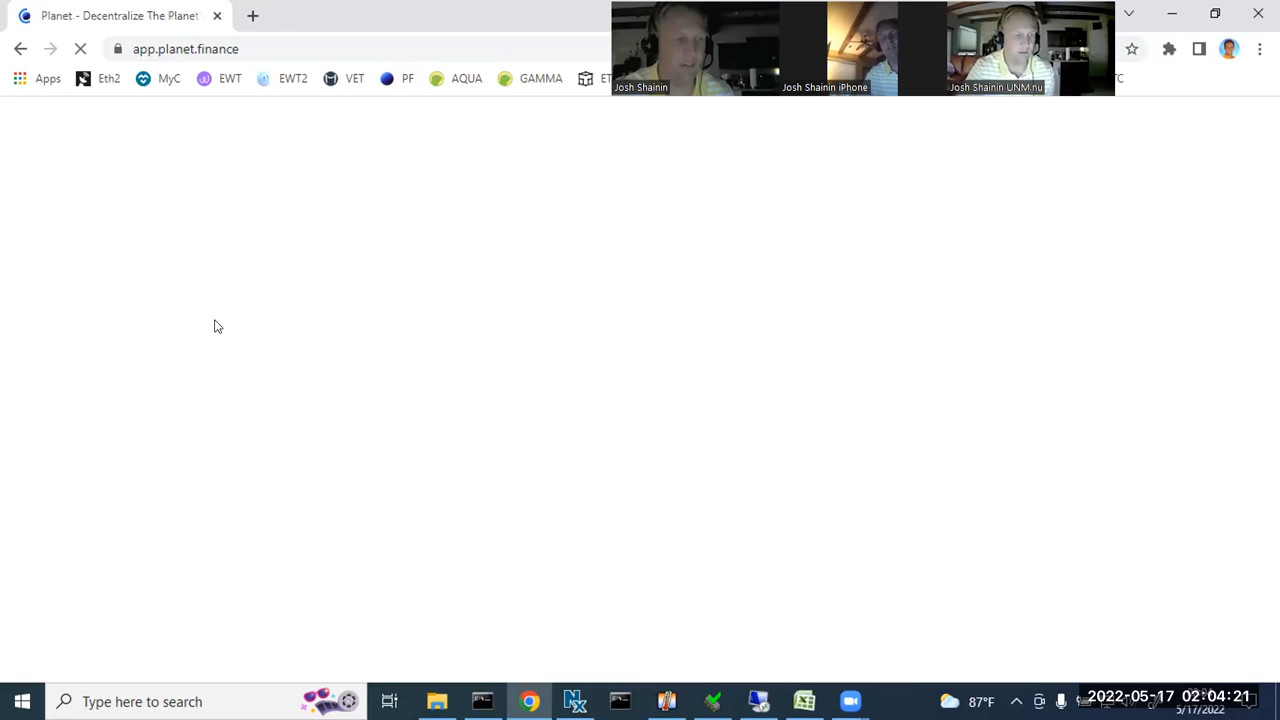 Planet - Decentralize The Planet
app.planet.finance
Apps Eth2 MyC EWT EWT2 VET PF AQUA GAMMA
Josh Shainin Josh Shainin iPhone Josh Shainin UNM.nu
Type here to search 87°F 2022-05-17 02:04:21
5/17/2022